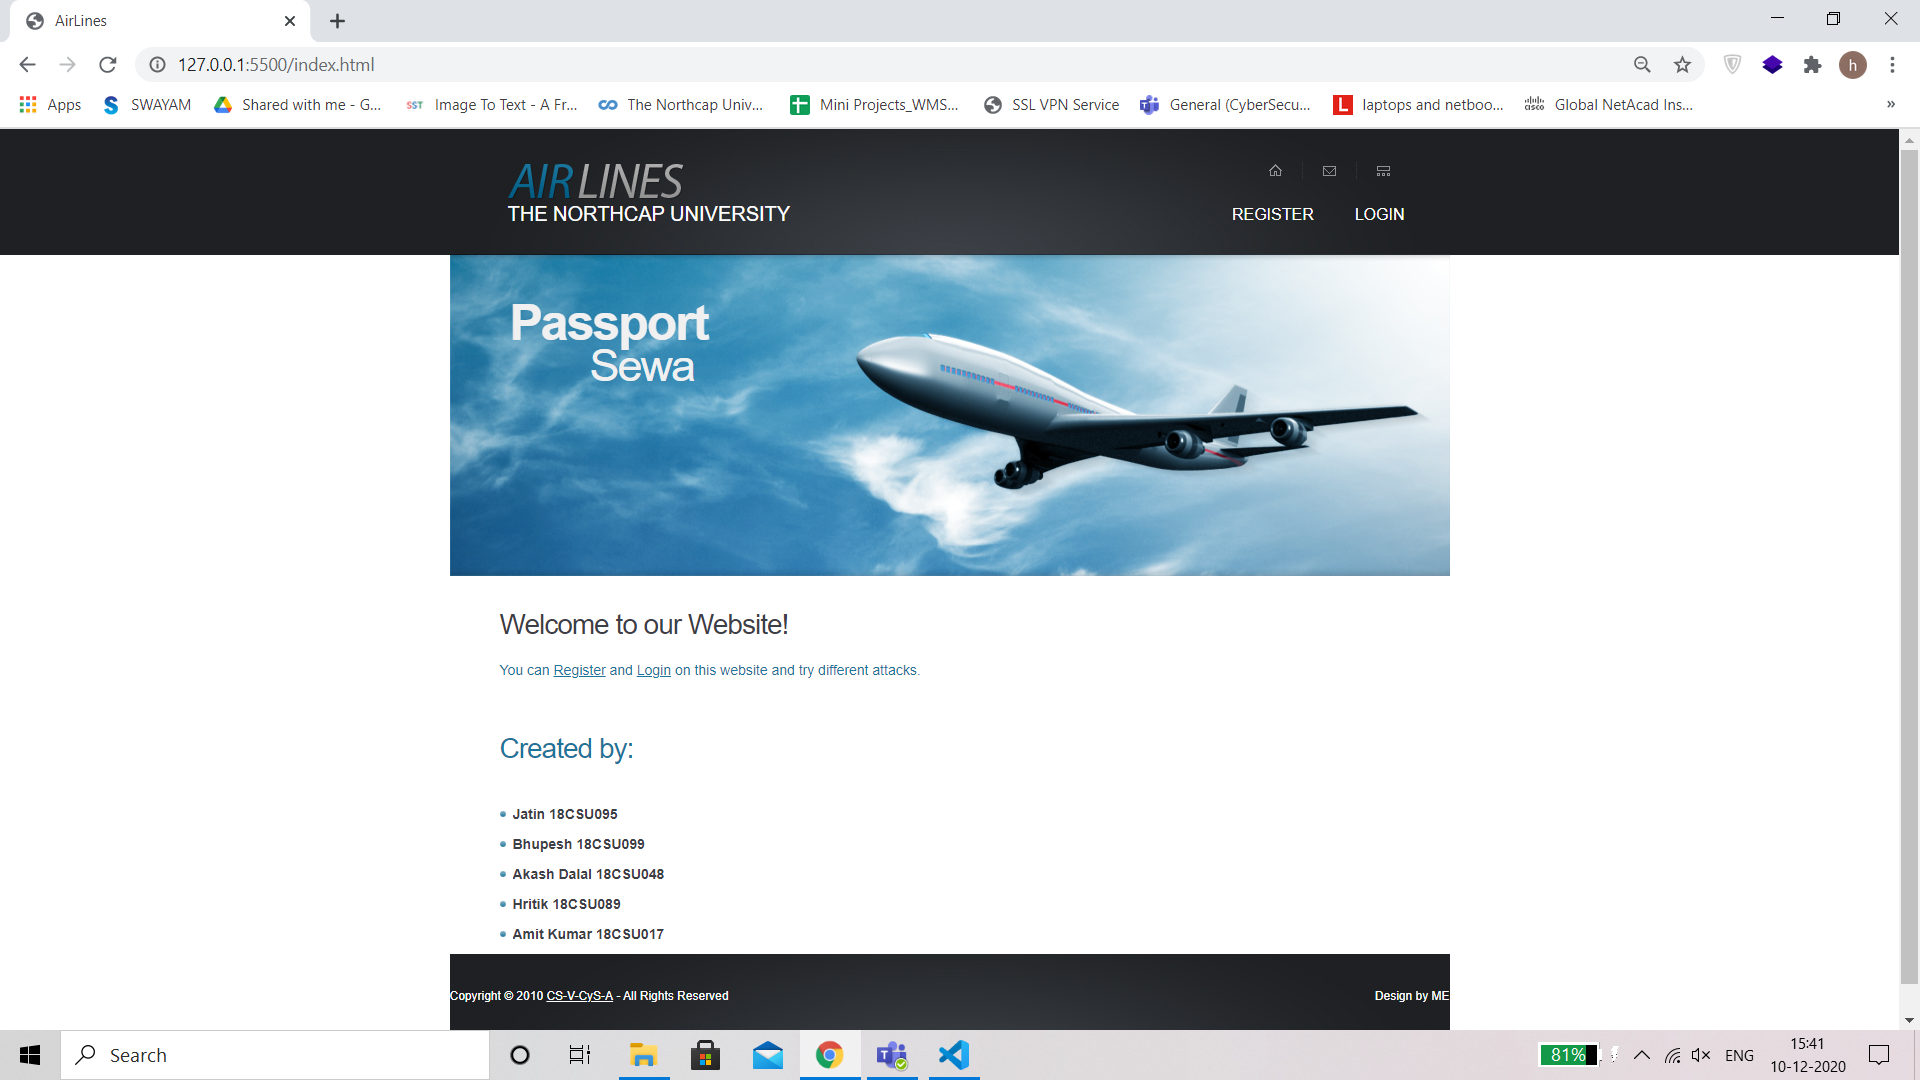 AirLines
127.0.0.1:5500/index.html
h
Apps
SWAYAM
Shared with me - G...
SST
Image To Text - A Fr...
The Northcap Univ...
Mini Projects_WMS...
SSL VPN Service
General (CyberSecu...
L
laptops and netboo...
CISCO
Global NetAcad Ins...
»
AIRLINES
THE NORTHCAP UNIVERSITY
REGISTER
LOGIN
Passport
Sewa
Welcome to our Website!
You can Register and Login on this website and try different attacks.
Created by:
Jatin 18CSU095
Bhupesh 18CSU099
Akash Dalal 18CSU048
Hritik 18CSU089
Amit Kumar 18CSU017
Copyright © 2010 CS-V-CyS-A - All Rights Reserved
Design by ME
Search
81%
ENG
15:41
10-12-2020